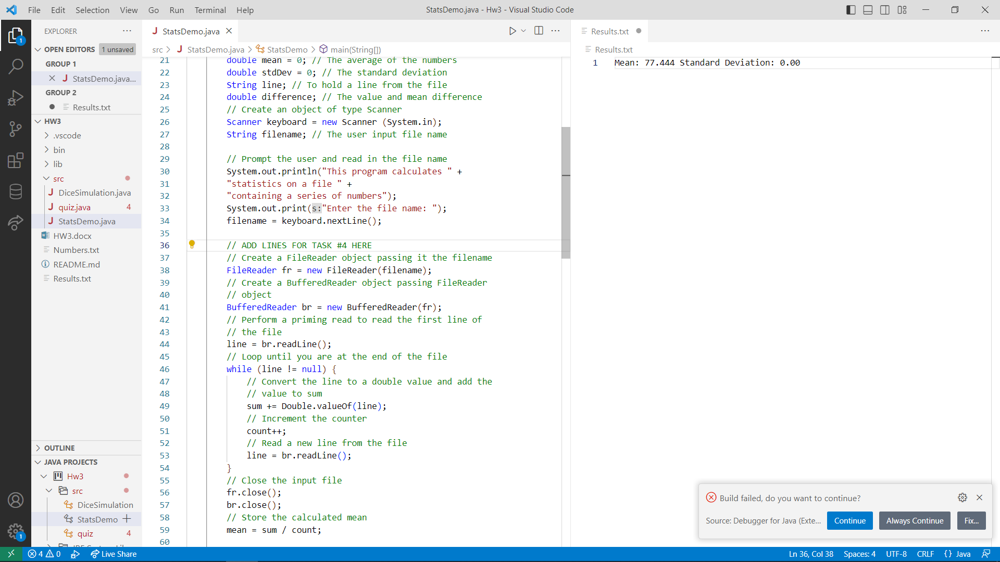 File Edit Selection View Go Run Terminal Help
StatsDemo.java - Hw3 - Visual Studio Code
EXPLORER
OPEN EDITORS 1 unsaved
GROUP 1
StatsDemo.java...
GROUP 2
Results.txt
HW3
.vscode
bin
lib
src
DiceSimulation.java
quiz.java 4
StatsDemo.java
HW3.docx
Numbers.txt
README.md
Results.txt
OUTLINE
JAVA PROJECTS
Hw3
src
DiceSimulation
StatsDemo
quiz 4
1
1
StatsDemo.java
src > StatsDemo.java > StatsDemo > main(String[])
21 double mean = 0; // The average of the numbers
22 double stdDev = 0; // The standard deviation
23 String line; // To hold a line from the file
24 double difference; // The value and mean difference
25 // Create an object of type Scanner
26 Scanner keyboard = new Scanner (System.in);
27 String filename; // The user input file name
28
29 // Prompt the user and read in the file name
30 System.out.println("This program calculates " +
31 "statistics on a file " +
32 "containing a series of numbers");
33 System.out.print(s:"Enter the file name: ");
34 filename = keyboard.nextLine();
35
36 // ADD LINES FOR TASK #4 HERE
37 // Create a FileReader object passing it the filename
38 FileReader fr = new FileReader(filename);
39 // Create a BufferedReader object passing FileReader
40 // object
41 BufferedReader br = new BufferedReader(fr);
42 // Perform a priming read to read the first line of
43 // the file
44 line = br.readLine();
45 // Loop until you are at the end of the file
46 while (line != null) {
47 // Convert the line to a double value and add the
48 // value to sum
49 sum += Double.valueOf(line);
50 // Increment the counter
51 count++;
52 // Read a new line from the file
53 line = br.readLine();
54 }
55 // Close the input file
56 fr.close();
57 br.close();
58 // Store the calculated mean
59 mean = sum / count;
60
Results.txt
Results.txt
1 Mean: 77.444 Standard Deviation: 0.00
Build failed, do you want to continue?
Source: Debugger for Java (Exte... Continue Always Continue Fix...
4 0 Live Share
Ln 36, Col 38 Spaces: 4 UTF-8 CRLF {} Java